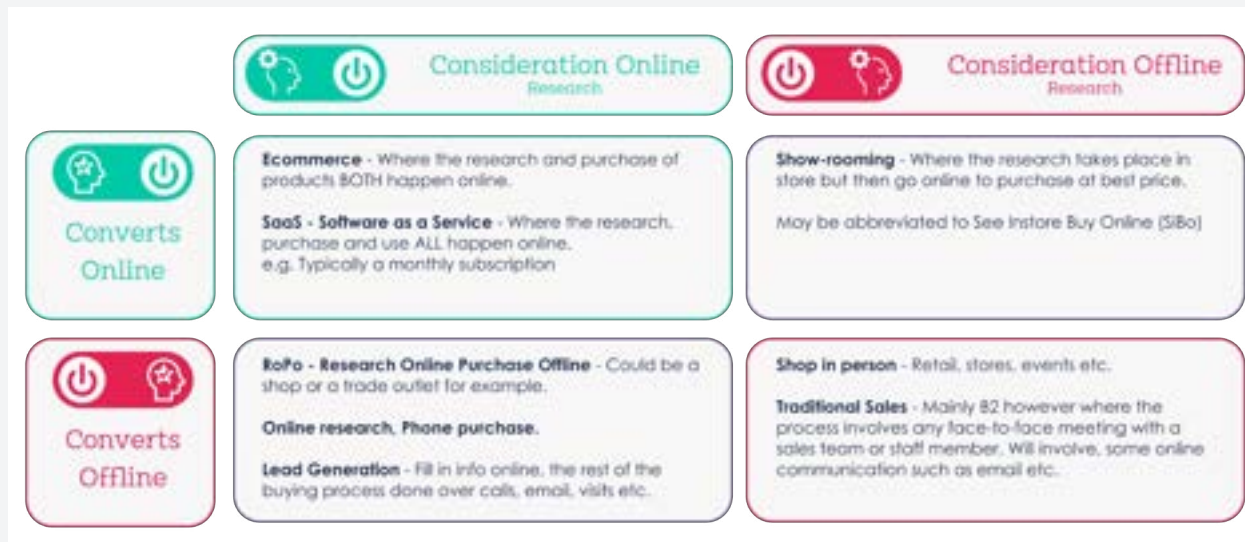 Consideration Online
Research
Consideration Offline
Research
Converts
Online
Ecommerce - Where the research and purchase of
products BOTH happen online.
SaaS - Software as a Service - Where the research,
purchase and use ALL happen online.
e.g. Typically a monthly subscription
Show-rooming - Where the research takes place in
store but then go online to purchase at best price.
May be abbreviated to See Instore Buy Online (SiBo)
Converts
Offline
RoPo - Research Online Purchase Offline - Could be a
shop or a trade outlet for example.
Online research, Phone purchase.
Lead Generation - Fill in info online, the rest of the
buying process done over calls, email, visits etc.
Shop in person - Retail, stores, events etc.
Traditional Sales - Mainly B2 however where the
process involves any face-to-face meeting with a
sales team or staff member. Will involve, some online
communication such as email etc.